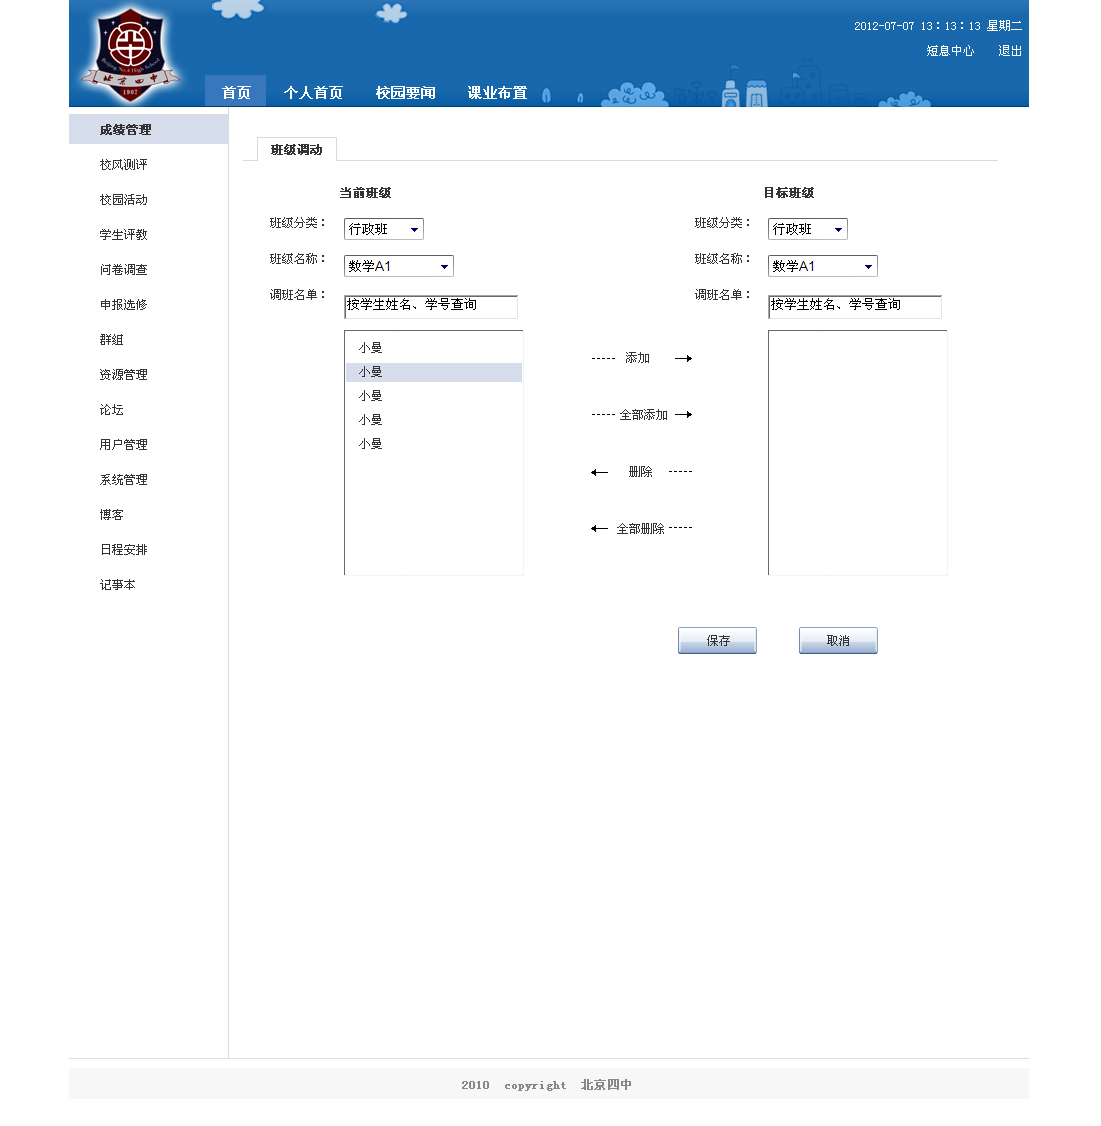 2012-07-07 13：13：13 星期二
短息中心 退出
Beijing No.4 High School
北京四中
1907
首页 个人首页 校园要闻 课业布置
成绩管理
校风测评
校园活动
学生评教
问卷调查
申报选修
群组
资源管理
论坛
用户管理
系统管理
博客
日程安排
记事本
班级调动
当前班级 目标班级
班级分类： 行政班 班级分类： 行政班
班级名称： 数学A1 班级名称： 数学A1
调班名单： 按学生姓名、学号查询 调班名单： 按学生姓名、学号查询
小曼
小曼
小曼
小曼
小曼
添加
全部添加
删除
全部删除
保存 取消
2010 copyright 北京四中